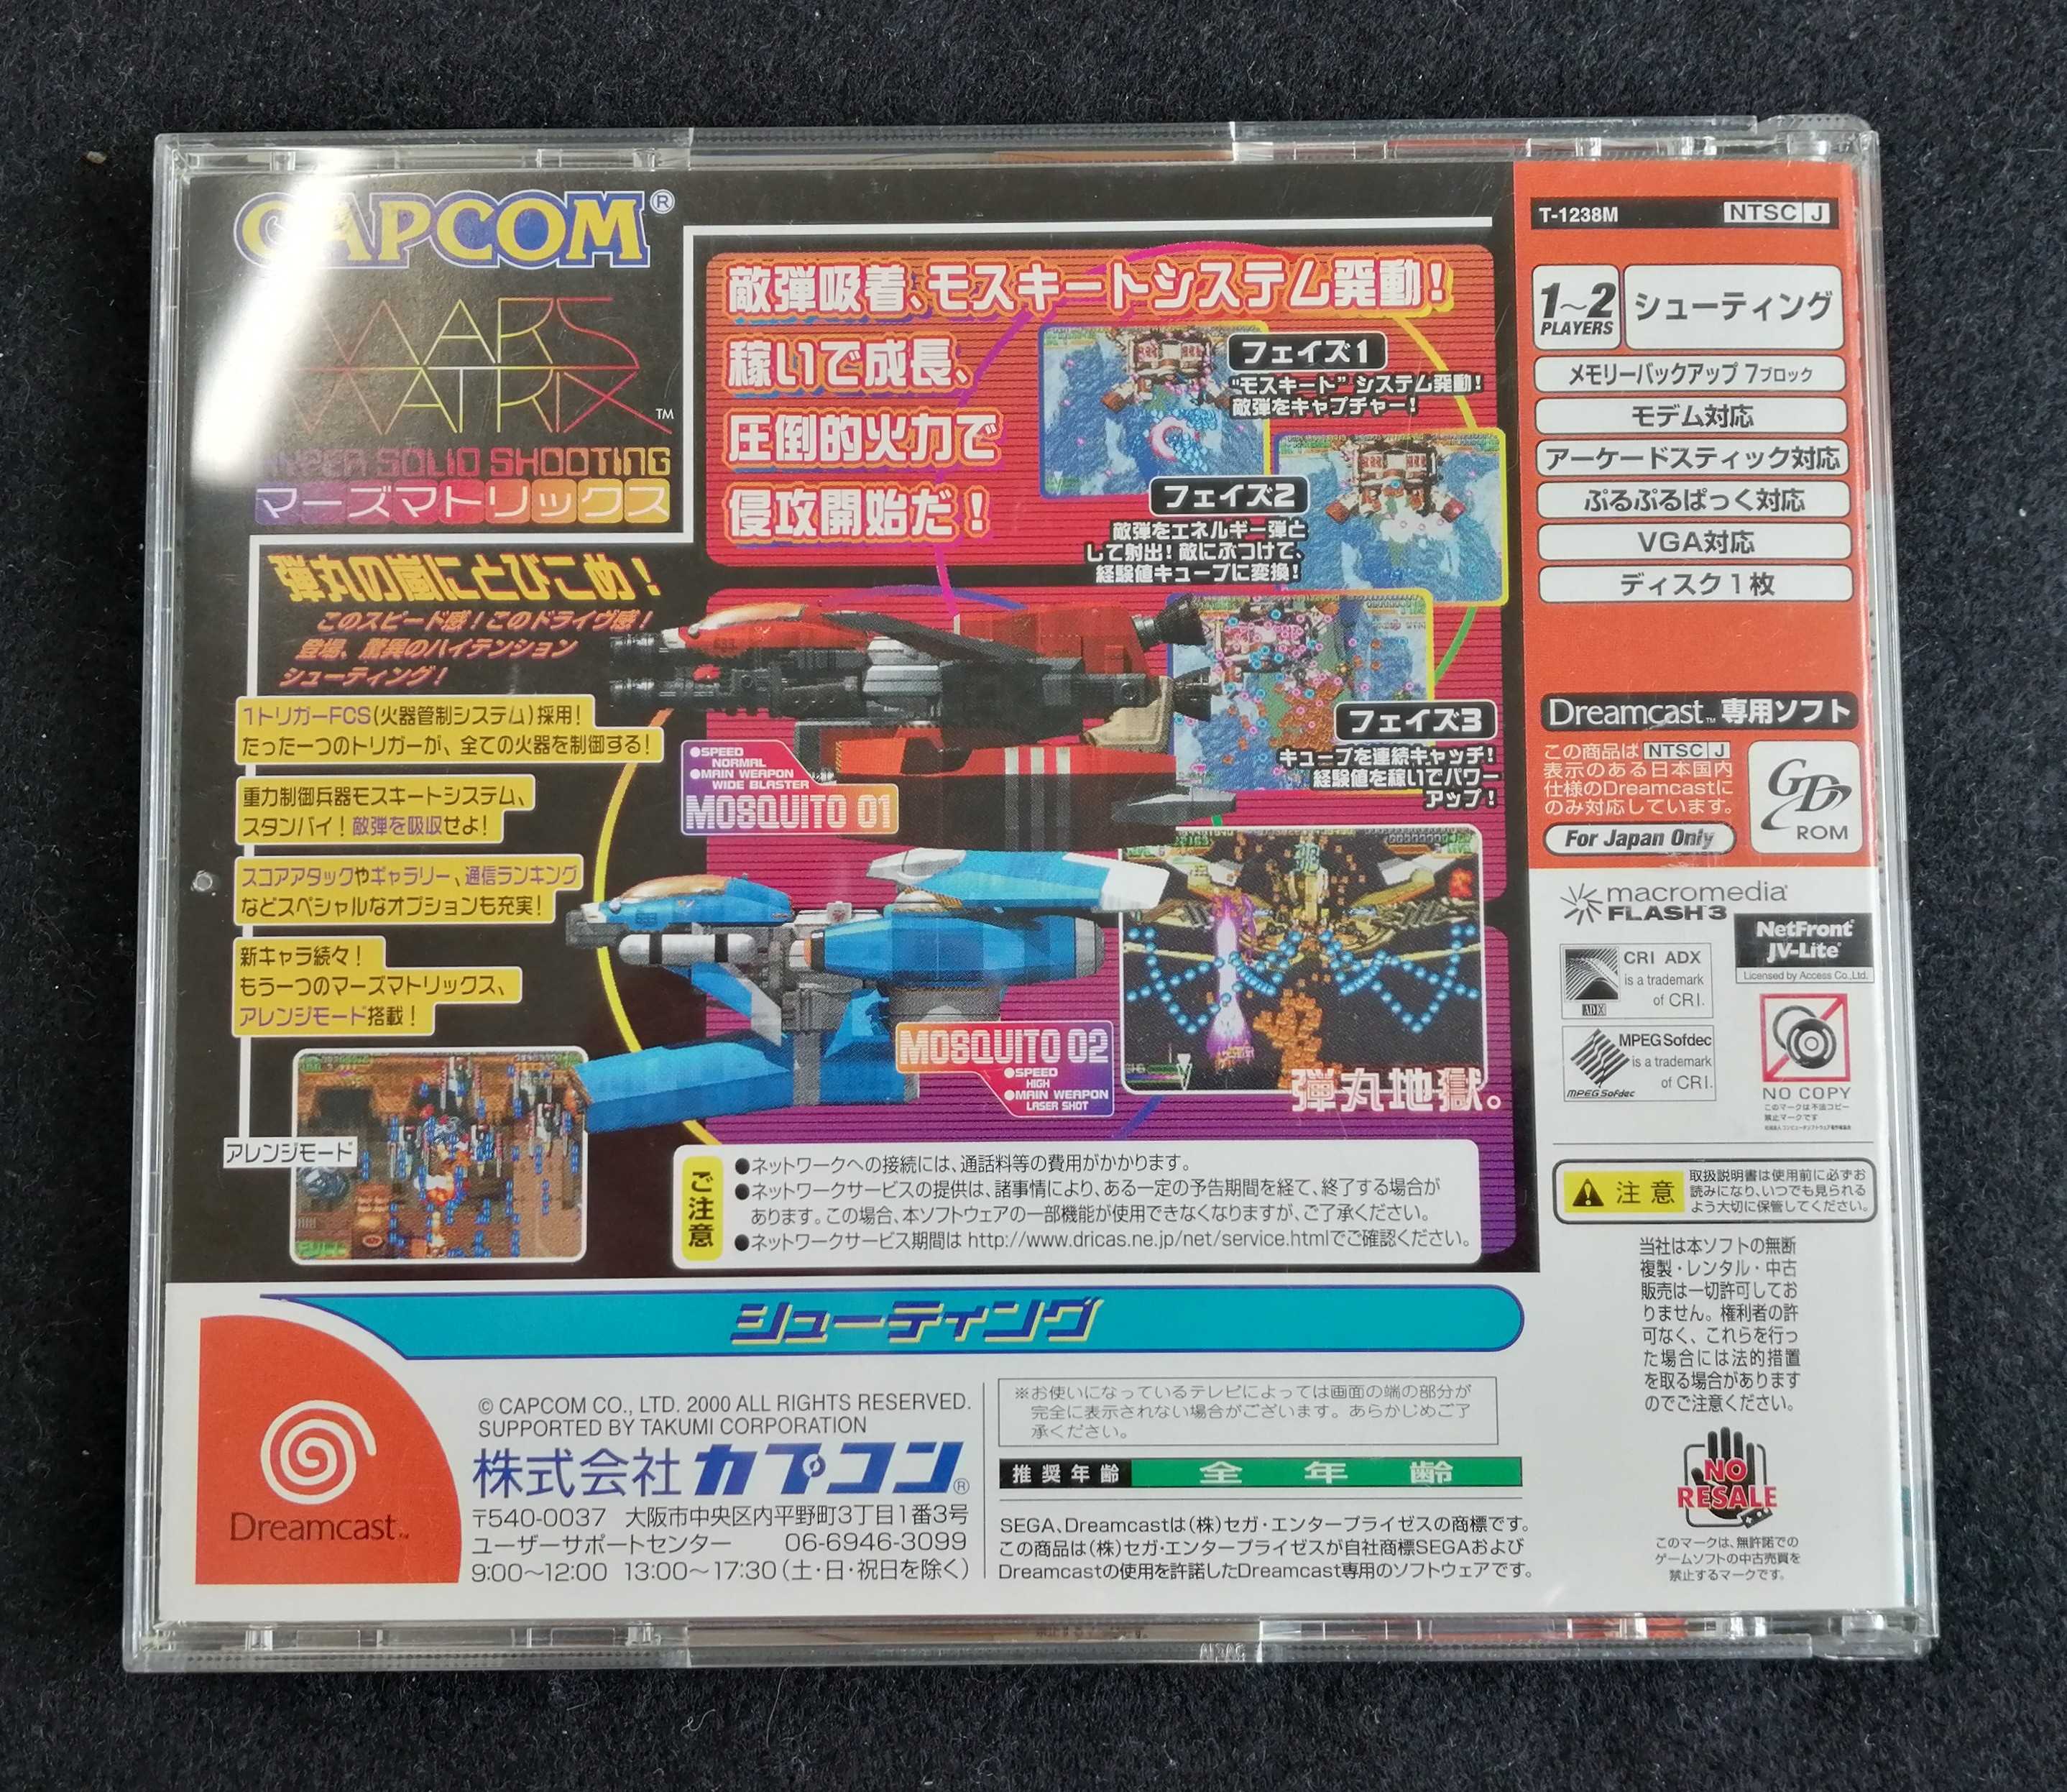 CAPCOM®
MARS
MATRIX™
HYPER SOLID SHOOTING
マーズマトリックス
弾丸の嵐にとびこめ！
このスピード感！このドライヴ感！
登場、驚異のハイテンション
シューティング！
1トリガーFCS(火器管制システム)採用！
たった一つのトリガーが、全ての火器を制御する！
重力制御兵器モスキートシステム、
スタンバイ！敵弾を吸収せよ！
スコアアタックやギャラリー、通信ランキング
などスペシャルなオプションも充実！
新キャラ続々！
もう一つのマーズマトリックス、
アレンジモード搭載！
アレンジモード
敵弾吸着、モスキートシステム発動！
稼いで成長、
圧倒的火力で
侵攻開始だ！
フェイズ1
“モスキート”システム発動！
敵弾をキャプチャー！
フェイズ2
敵弾をエネルギー弾と
して射出！敵にぶつけて、
経験値キューブに変換！
フェイズ3
キューブを連続キャッチ！
経験値を稼いでパワー
アップ！
●SPEED
NORMAL
●MAIN WEAPON
WIDE BLASTER
MOSQUITO 01
MOSQUITO 02
●SPEED
HIGH
●MAIN WEAPON
LASER SHOT
弾丸地獄。
ご注意
●ネットワークへの接続には、通話料等の費用がかかります。
●ネットワークサービスの提供は、諸事情により、ある一定の予告期間を経て、終了する場合が
あります。この場合、本ソフトウェアの一部機能が使用できなくなりますが、ご了承ください。
●ネットワークサービス期間は http://www.dricas.ne.jp/net/service.htmlでご確認ください。
シューティング
Dreamcast™
© CAPCOM CO., LTD. 2000 ALL RIGHTS RESERVED.
SUPPORTED BY TAKUMI CORPORATION
株式会社カプコン®
〒540-0037 大阪市中央区内平野町3丁目1番3号
ユーザーサポートセンター 06-6946-3099
9:00〜12:00 13:00〜17:30(土・日・祝日を除く)
※お使いになっているテレビによっては画面の端の部分が
完全に表示されない場合がございます。あらかじめご了
承ください。
推奨年齢 全年齢
SEGA、Dreamcastは(株)セガ・エンタープライゼスの商標です。
この商品は(株)セガ・エンタープライゼスが自社商標SEGAおよび
Dreamcastの使用を許諾したDreamcast専用のソフトウェアです。
T-1238M NTSC J
1〜2
PLAYERS
シューティング
メモリーバックアップ 7ブロック
モデム対応
アーケードスティック対応
ぷるぷるぱっく対応
VGA対応
ディスク1枚
Dreamcast™専用ソフト
この商品は NTSC J
表示のある日本国内
仕様のDreamcastに
のみ対応しています。
For Japan Only
GD
ROM
macromedia®
FLASH™3
NetFront®
JV-Lite®
Licensed by Access Co.,Ltd.
CRI ADX
is a trademark
of CRI.
ADX
MPEG Sofdec
is a trademark
of CRI.
MPEG Sofdec
NO COPY
このマークは不法コピー
禁止マークです
注意
取扱説明書は使用前に必ずお
読みになり、いつでも見られる
よう大切に保管してください。
当社は本ソフトの無断
複製・レンタル・中古
販売は一切許可してお
りません。権利者の許
可なく、これらを行っ
た場合には法的措置
を取る場合があります
のでご注意ください。
NO
RESALE
このマークは、無許諾での
ゲームソフトの中古売買を
禁止するマークです。